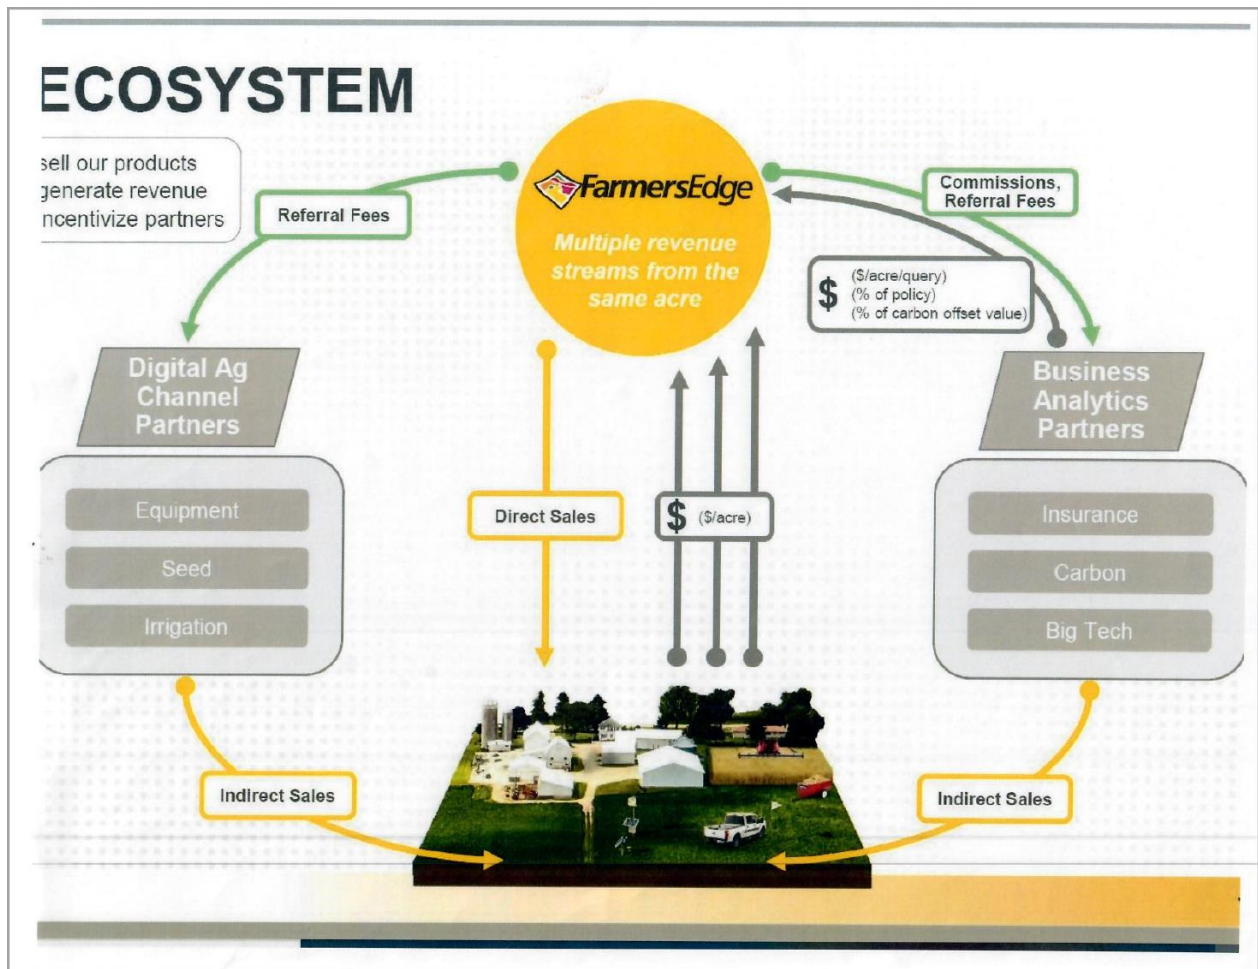 ECOSYSTEM
sell our products
generate revenue
incentivize partners
Referral Fees
FarmersEdge
Multiple revenue
streams from the
same acre
Commissions,
Referral Fees
$
($/acre/query)
(% of policy)
(% of carbon offset value)
Digital Ag
Channel
Partners
Equipment
Seed
Irrigation
Direct Sales
$ ($/acre)
Business
Analytics
Partners
Insurance
Carbon
Big Tech
Indirect Sales
Indirect Sales